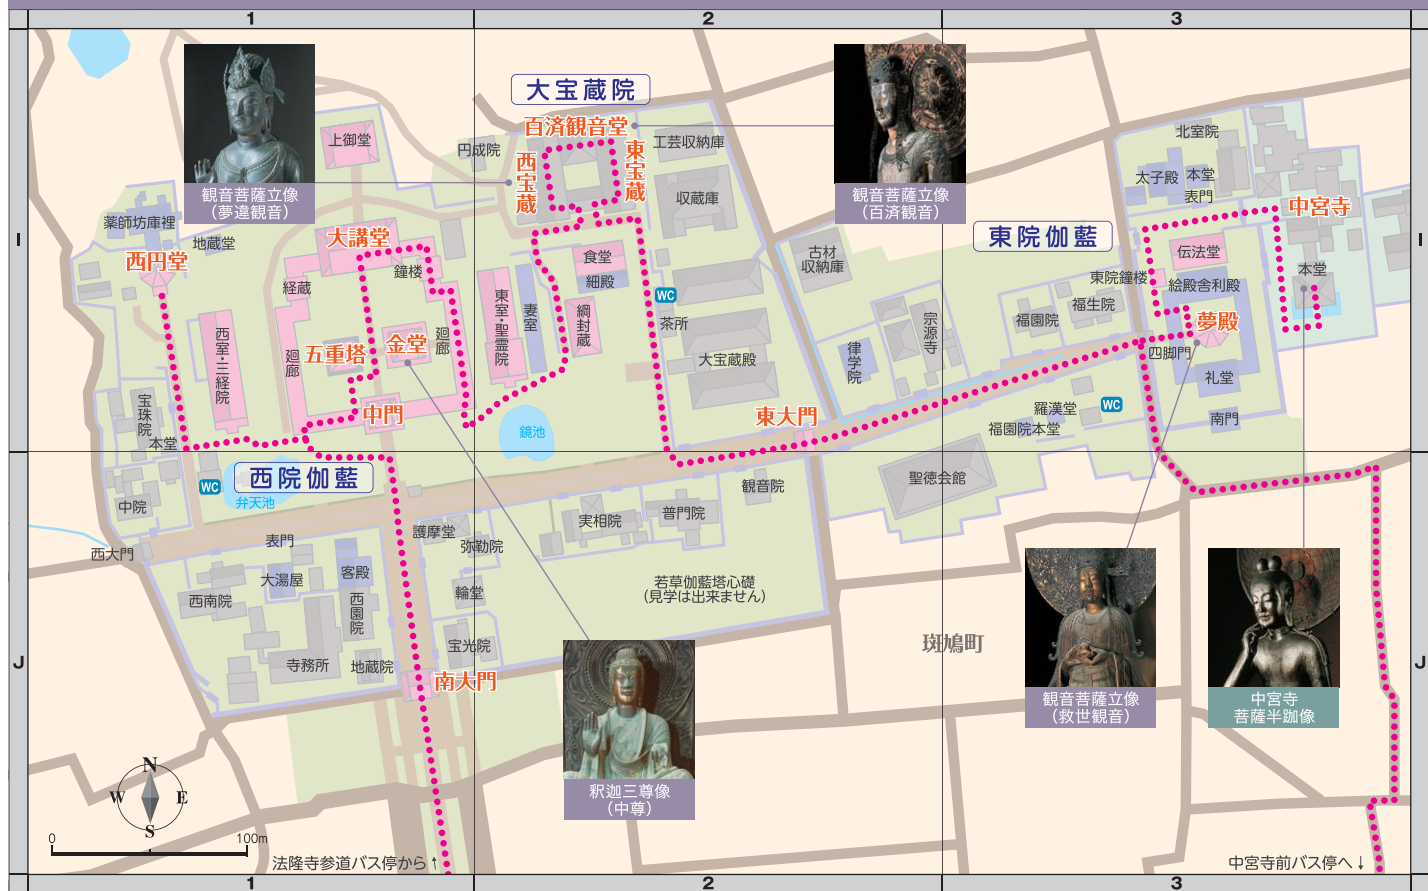 1
2
3
I
I
J
J
大宝蔵院
百済観音堂
西宝蔵
東宝蔵
円成院
工芸収納庫
収蔵庫
上御堂
観音菩薩立像
(夢違観音)
観音菩薩立像
(百済観音)
薬師坊庫裡
地蔵堂
西円堂
大講堂
鐘楼
経蔵
廻廊
廻廊
五重塔
金堂
中門
西室・三経院
東室・聖霊院
妻室
食堂
細殿
綱封蔵
WC
茶所
大宝蔵殿
古材
収納庫
東院伽藍
北室院
太子殿
本堂
表門
中宮寺
伝法堂
本堂
東院鐘楼
絵殿舎利殿
福生院
福園院
宗源寺
律学院
夢殿
四脚門
礼堂
南門
羅漢堂
WC
福園院本堂
東大門
鏡池
宝珠院
本堂
西院伽藍
WC
弁天池
中院
西大門
表門
大湯屋
客殿
西園院
西南院
寺務所
地蔵院
護摩堂
弥勒院
輪堂
宝光院
南大門
実相院
普門院
観音院
聖徳会館
若草伽藍塔心礎
(見学は出来ません)
斑鳩町
釈迦三尊像
(中尊)
観音菩薩立像
(救世観音)
中宮寺
菩薩半跏像
N
W
E
S
0
100m
法隆寺参道バス停から↑
中宮寺前バス停へ↓
1
2
3